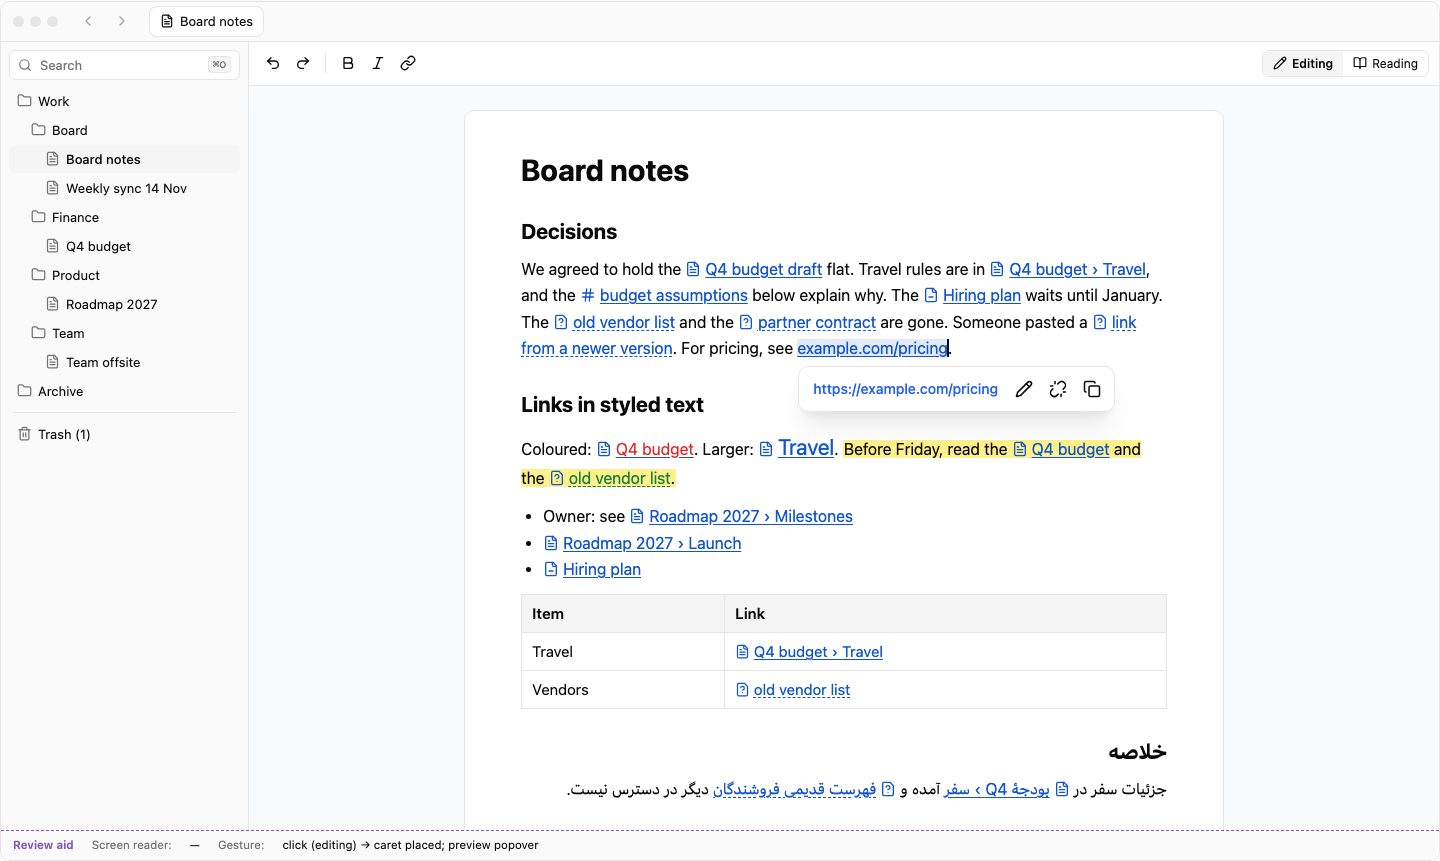 Board notes
Search ⌘O
Editing Reading
Work
Board
Board notes
Weekly sync 14 Nov
Finance
Q4 budget
Product
Roadmap 2027
Team
Team offsite
Archive
Trash (1)
Board notes
Decisions
We agreed to hold the Q4 budget draft flat. Travel rules are in Q4 budget › Travel,
and the # budget assumptions below explain why. The Hiring plan waits until January.
The old vendor list and the partner contract are gone. Someone pasted a link
from a newer version. For pricing, see example.com/pricing.
https://example.com/pricing
Links in styled text
Coloured: Q4 budget. Larger: Travel. Before Friday, read the Q4 budget and
the old vendor list.
• Owner: see Roadmap 2027 › Milestones
• Roadmap 2027 › Launch
• Hiring plan
Item Link
Travel Q4 budget › Travel
Vendors old vendor list
خلاصه
جزئیات سفر در بودجهٔ Q4 › سفر آمده و فهرست قدیمی فروشندگان دیگر در دسترس نیست.
Review aid Screen reader: — Gesture: click (editing) → caret placed; preview popover